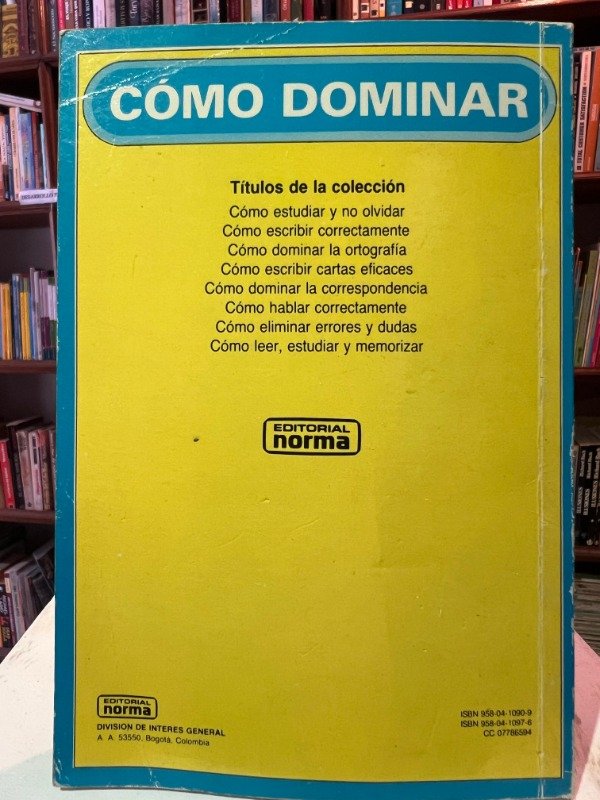 CÓMO DOMINAR
Títulos de la colección
Cómo estudiar y no olvidar
Cómo escribir correctamente
Cómo dominar la ortografía
Cómo escribir cartas eficaces
Cómo dominar la correspondencia
Cómo hablar correctamente
Cómo eliminar errores y dudas
Cómo leer, estudiar y memorizar
EDITORIAL
norma
EDITORIAL
norma
DIVISION DE INTERES GENERAL
A. A. 53550, Bogotá, Colombia
ISBN 958-04-1090-9
ISBN 958-04-1097-6
CC 07786594